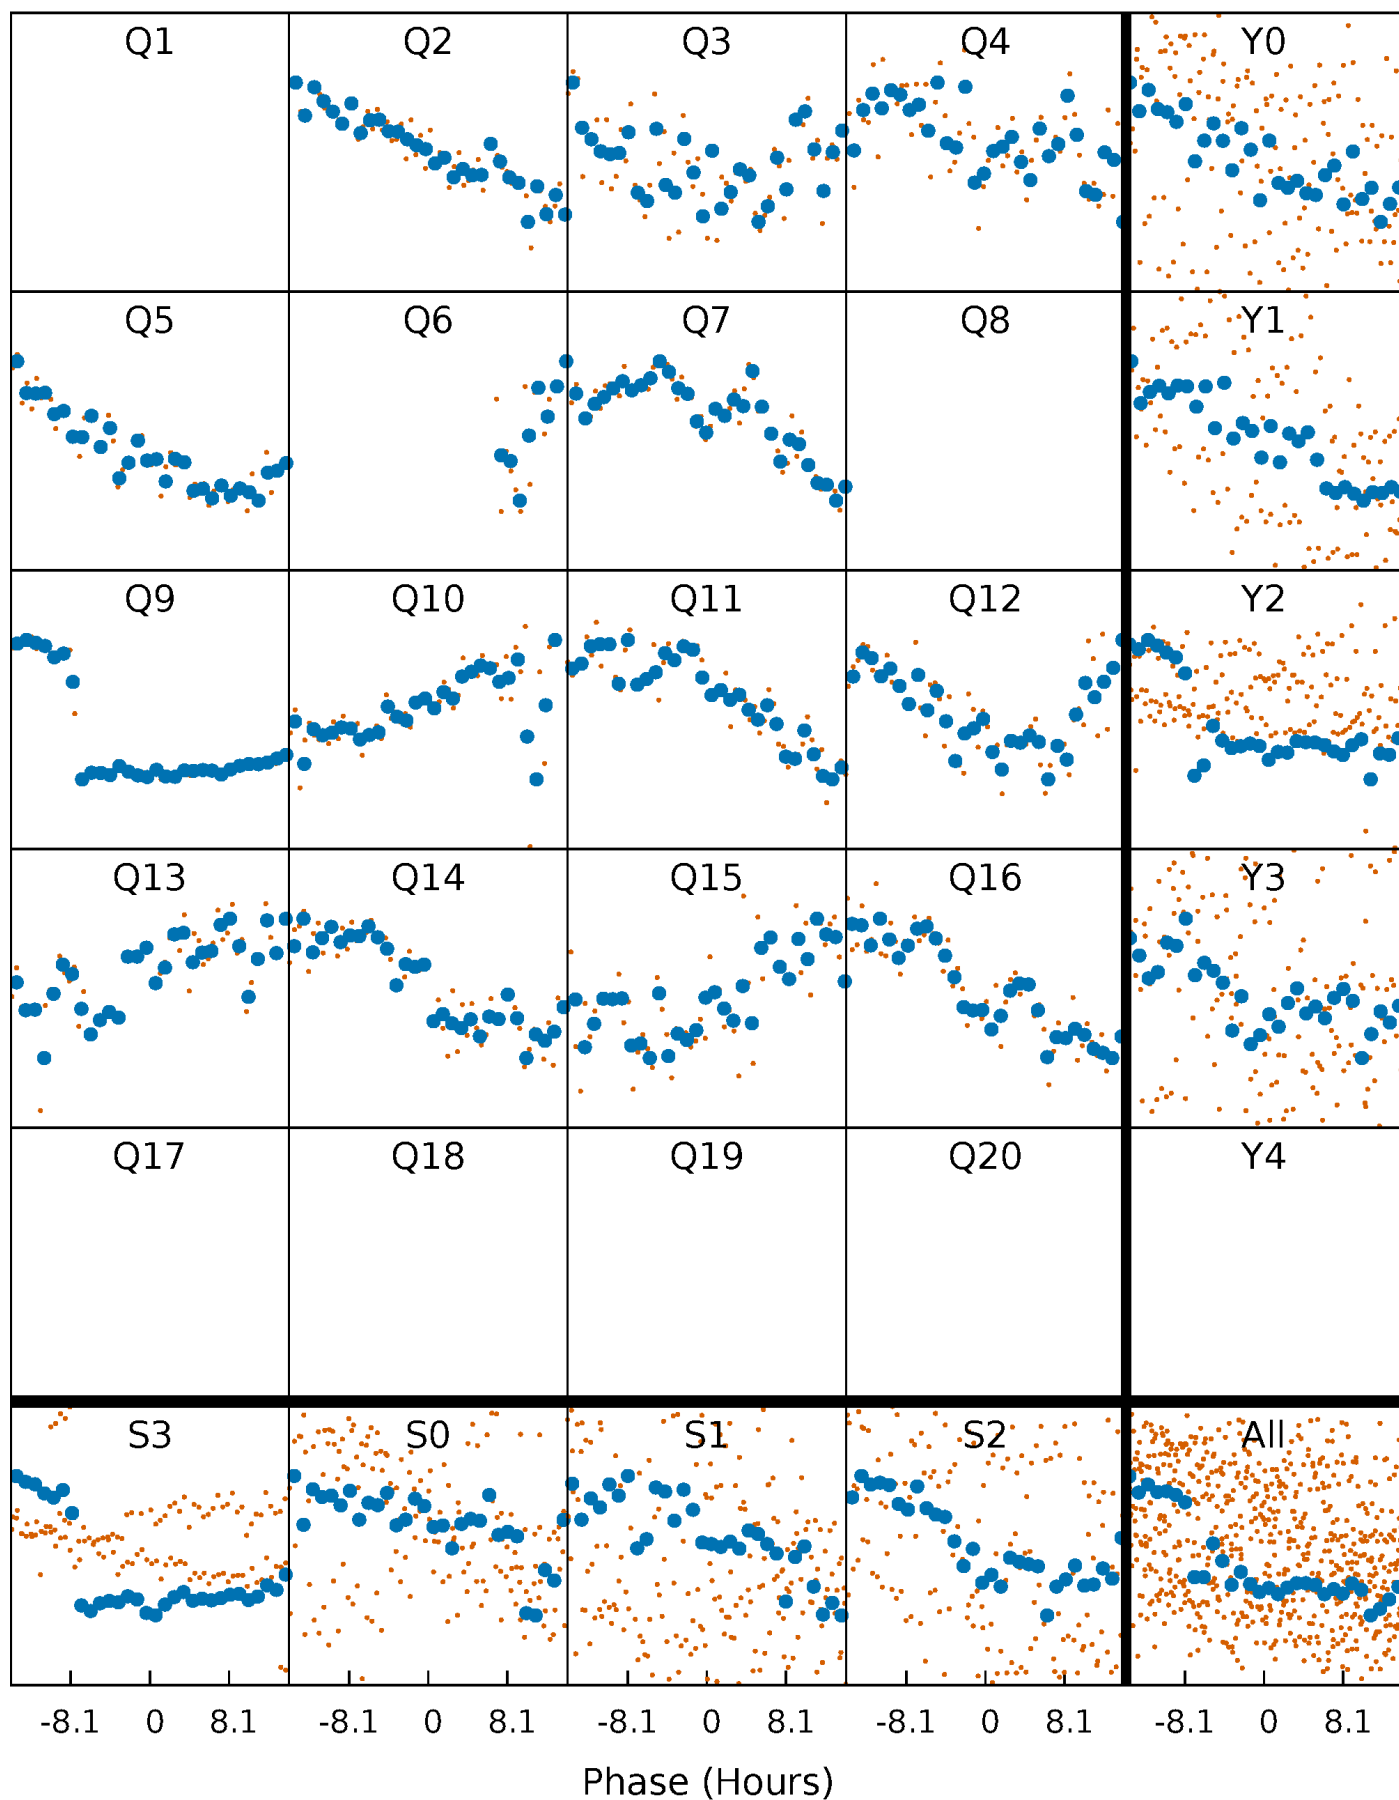 Q1 Q2 Q3 Q4 Y0
Q5 Q6 Q7 Q8 Y1
Q9 Q10 Q11 Q12 Y2
Q13 Q14 Q15 Q16 Y3
Q17 Q18 Q19 Q20 Y4
S3 S0 S1 S2 All
-8.1 0 8.1 -8.1 0 8.1 -8.1 0 8.1 -8.1 0 8.1 -8.1 0 8.1
Phase (Hours)